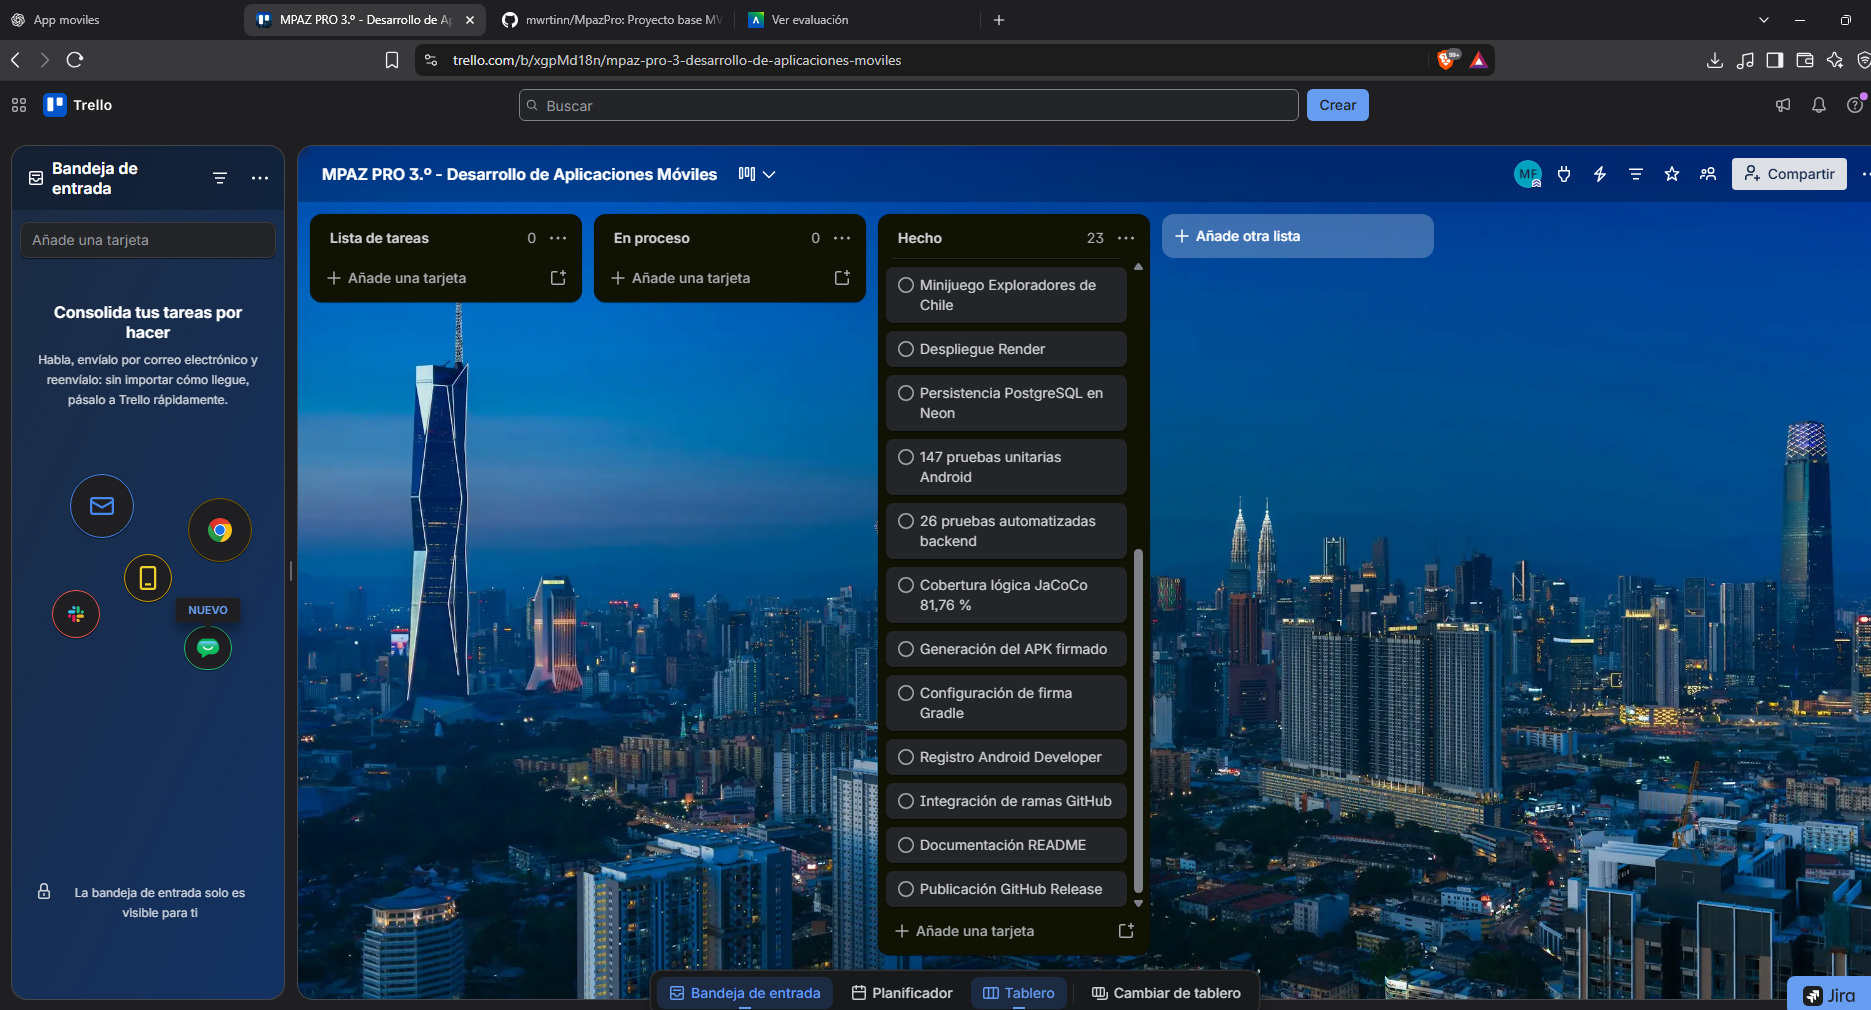 App moviles
MPAZ PRO 3.º - Desarrollo de Ap
mwrtinn/MpazPro: Proyecto base MV
Ver evaluación
trello.com/b/xgpMd18n/mpaz-pro-3-desarrollo-de-aplicaciones-moviles
99+
Trello
Buscar
Crear
Bandeja de
entrada
Añade una tarjeta
Consolida tus tareas por
hacer
Habla, envíalo por correo electrónico y
reenvíalo: sin importar cómo llegue,
pásalo a Trello rápidamente.
NUEVO
La bandeja de entrada solo es
visible para ti
MPAZ PRO 3.º - Desarrollo de Aplicaciones Móviles
MF
Compartir
Lista de tareas 0
Añade una tarjeta
En proceso 0
Añade una tarjeta
Hecho 23
Minijuego Exploradores de
Chile
Despliegue Render
Persistencia PostgreSQL en
Neon
147 pruebas unitarias
Android
26 pruebas automatizadas
backend
Cobertura lógica JaCoCo
81,76 %
Generación del APK firmado
Configuración de firma
Gradle
Registro Android Developer
Integración de ramas GitHub
Documentación README
Publicación GitHub Release
Añade una tarjeta
Añade otra lista
Bandeja de entrada
Planificador
Tablero
Cambiar de tablero
Jira